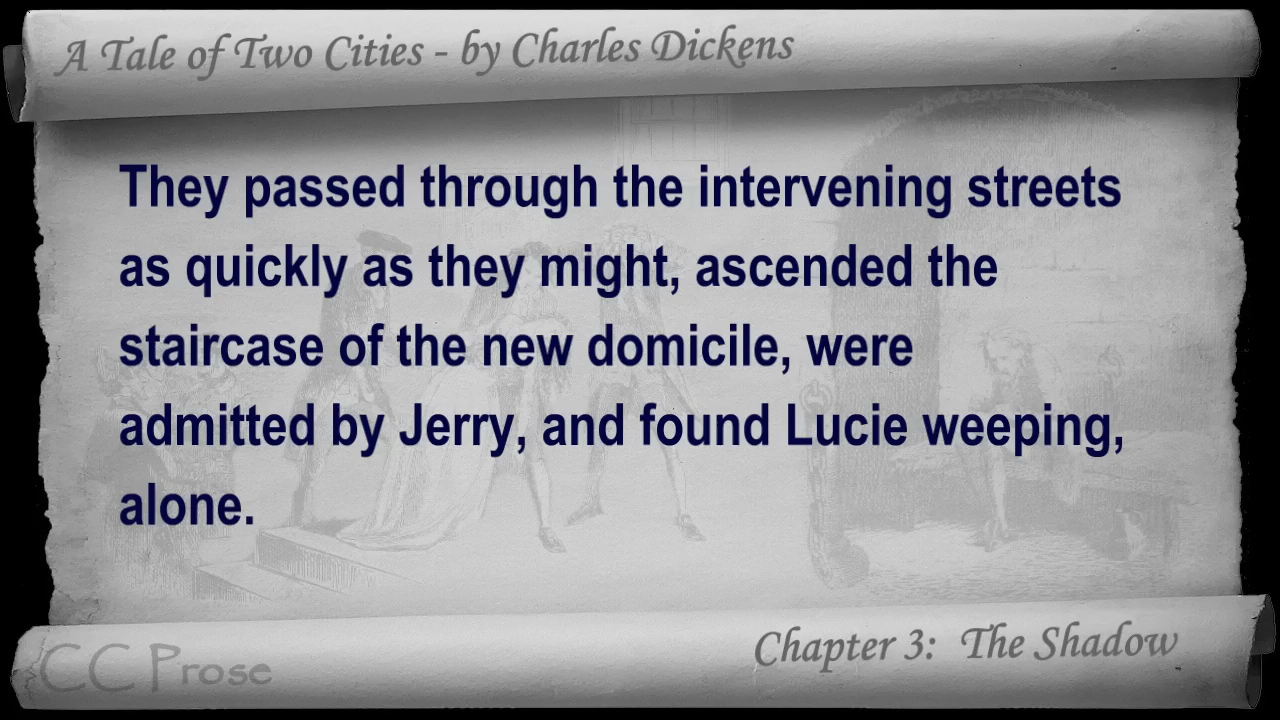 A Tale of Two Cities - by Charles Dickens
They passed through the intervening streets
as quickly as they might, ascended the
staircase of the new domicile, were
admitted by Jerry, and found Lucie weeping,
alone.
Chapter 3: The Shadow
CC Prose